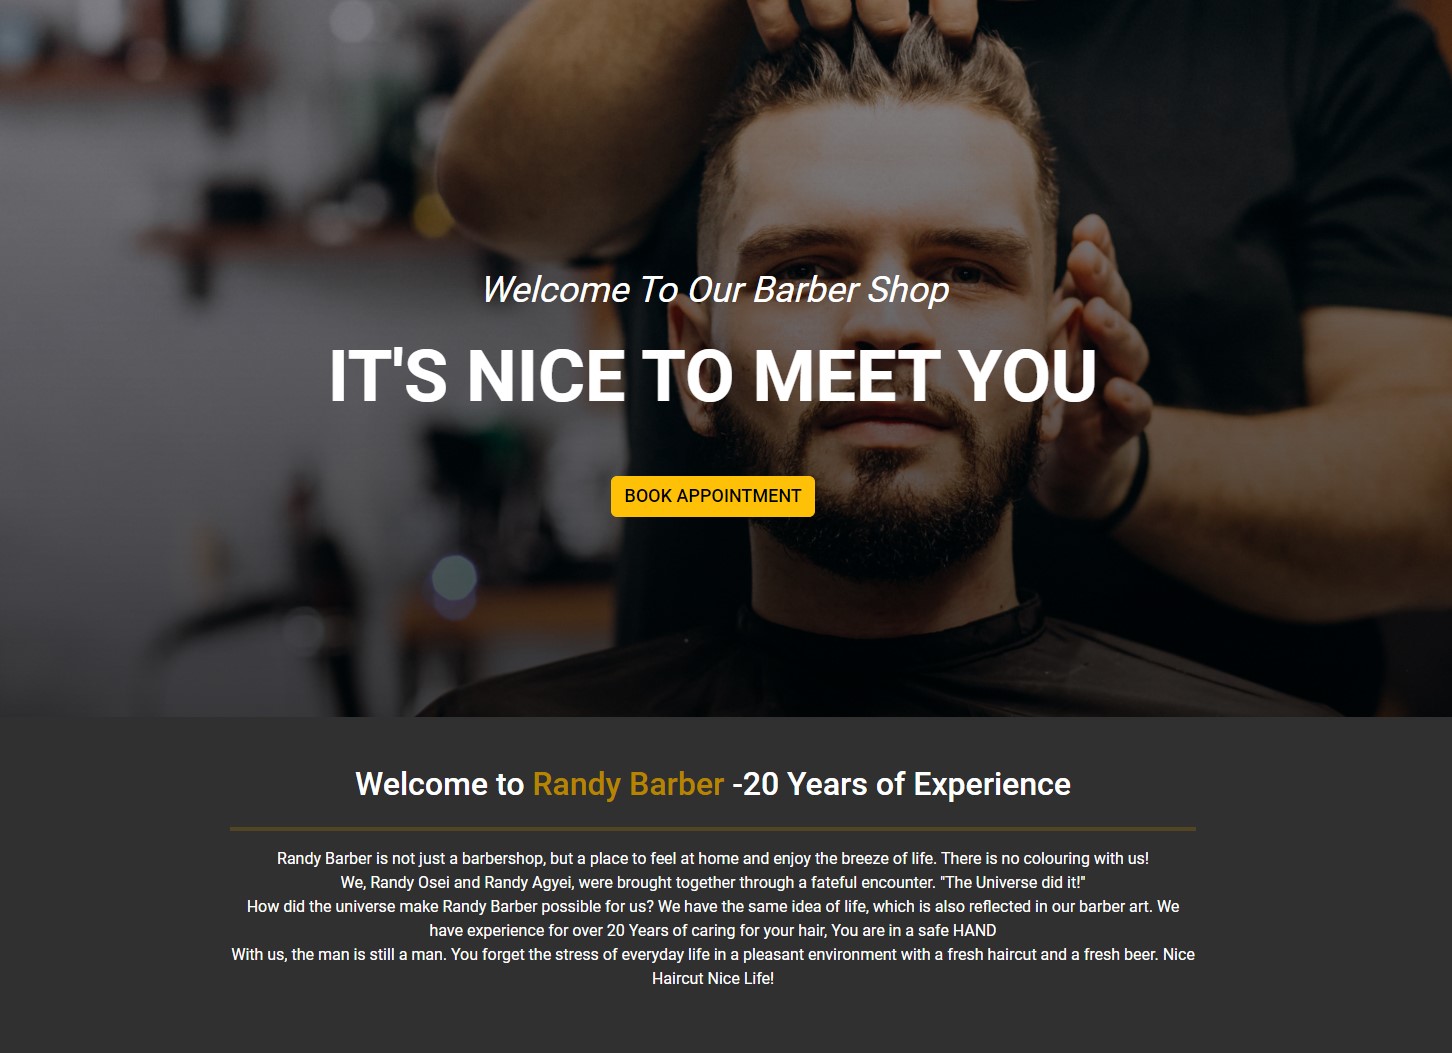 Welcome To Our Barber Shop
IT'S NICE TO MEET YOU
BOOK APPOINTMENT
Welcome to Randy Barber -20 Years of Experience
Randy Barber is not just a barbershop, but a place to feel at home and enjoy the breeze of life. There is no colouring with us!
We, Randy Osei and Randy Agyei, were brought together through a fateful encounter. "The Universe did it!"
How did the universe make Randy Barber possible for us? We have the same idea of life, which is also reflected in our barber art. We
have experience for over 20 Years of caring for your hair, You are in a safe HAND
With us, the man is still a man. You forget the stress of everyday life in a pleasant environment with a fresh haircut and a fresh beer. Nice
Haircut Nice Life!